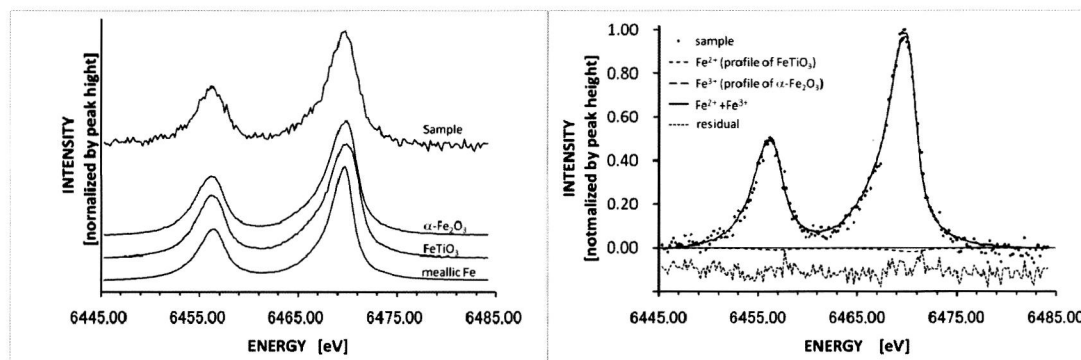 INTENSITY
[nornalized by peak hight]
Sample
α-Fe2O3
FeTiO3
meallic Fe
6445.00 6455.00 6465.00 6475.00 6485.00
ENERGY [eV]
INTENSITY
[notmalized by peak height]
1.00
0.80
0.60
0.40
0.20
0.00
sample
Fe2+ (profile of FeTiO3)
Fe3+ (profile of α-Fe2O3)
Fe2+ +Fe3+
residual
6445.00 6455.00 6465.00 6475.00 6485.00
ENERGY [eV]